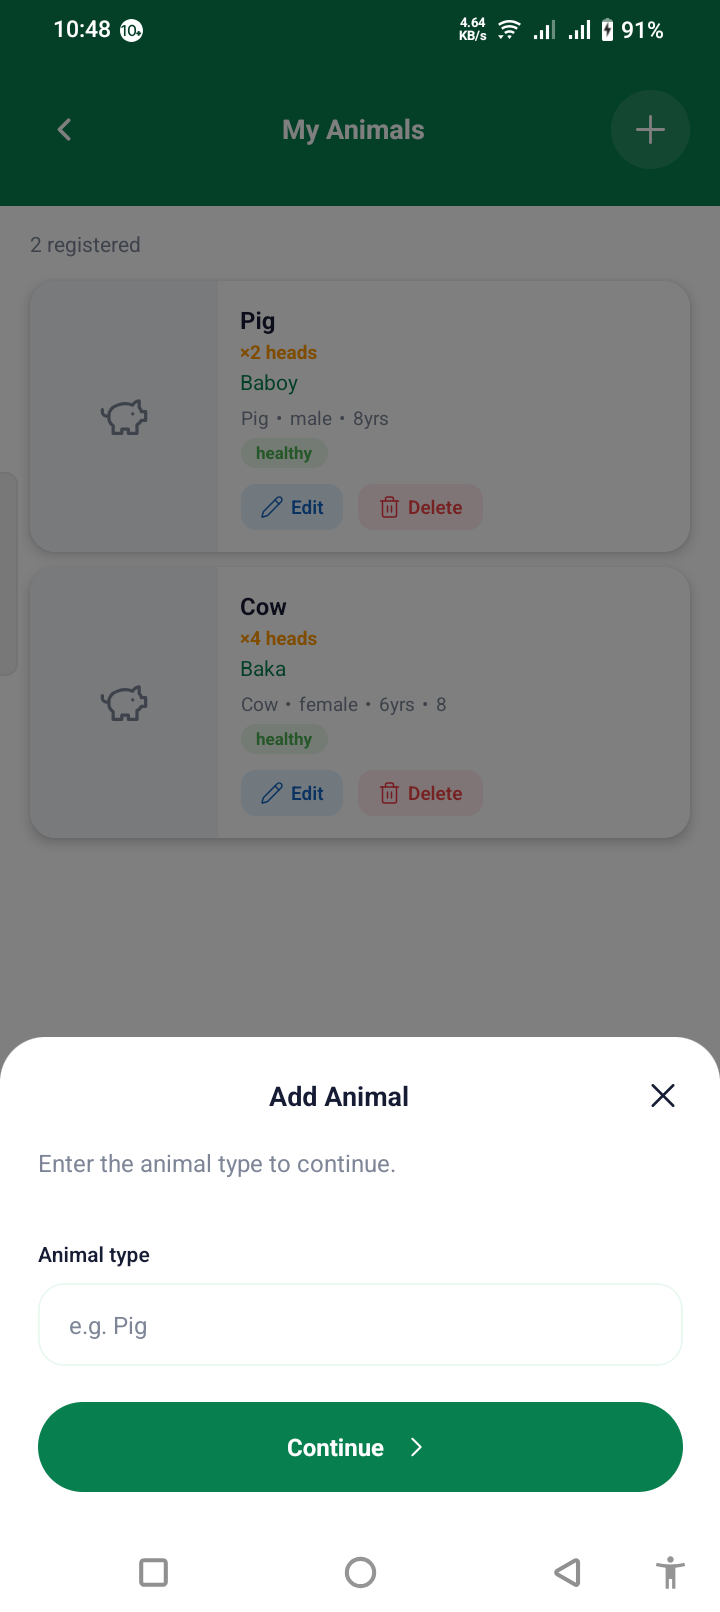 10:48
4.64
KB/s
91%
My Animals
2 registered
Pig
×2 heads
Baboy
Pig • male • 8yrs
healthy
Edit
Delete
Cow
×4 heads
Baka
Cow • female • 6yrs • 8
healthy
Edit
Delete
Add Animal
Enter the animal type to continue.
Animal type
e.g. Pig
Continue